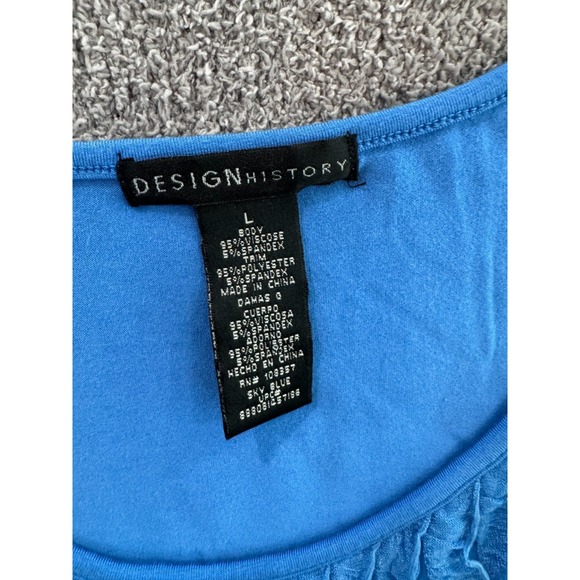 DESIGNHISTORY
L
BODY
95%VISCOSE
5%SPANDEX
TRIM
95%POLYESTER
5%SPANDEX
MADE IN CHINA
DAMAS G
CUERPO
95%VISCOSA
5%SPANDEX
ADORNO
95%POLIESTER
5%SPANDEX
HECHO EN CHINA
RN# 108357
SKY BLUE
UPC#